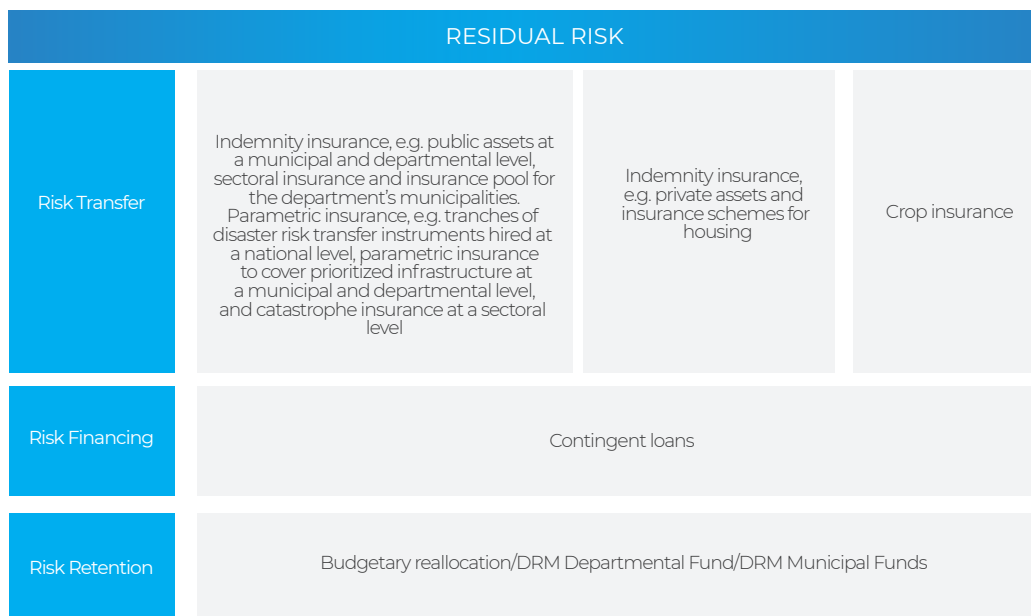 RESIDUAL RISK
Risk Transfer
Indemnity insurance, e.g. public assets at
a municipal and departmental level,
sectoral insurance and insurance pool for
the department's municipalities.
Parametric insurance, e.g. tranches of
disaster risk transfer instruments hired at
a national level, parametric insurance
to cover prioritized infrastructure at
a municipal and departmental level,
and catastrophe insurance at a sectoral
level
Indemnity insurance,
e.g. private assets and
insurance schemes for
housing
Crop insurance
Risk Financing
Contingent loans
Risk Retention
Budgetary reallocation/DRM Departmental Fund/DRM Municipal Funds